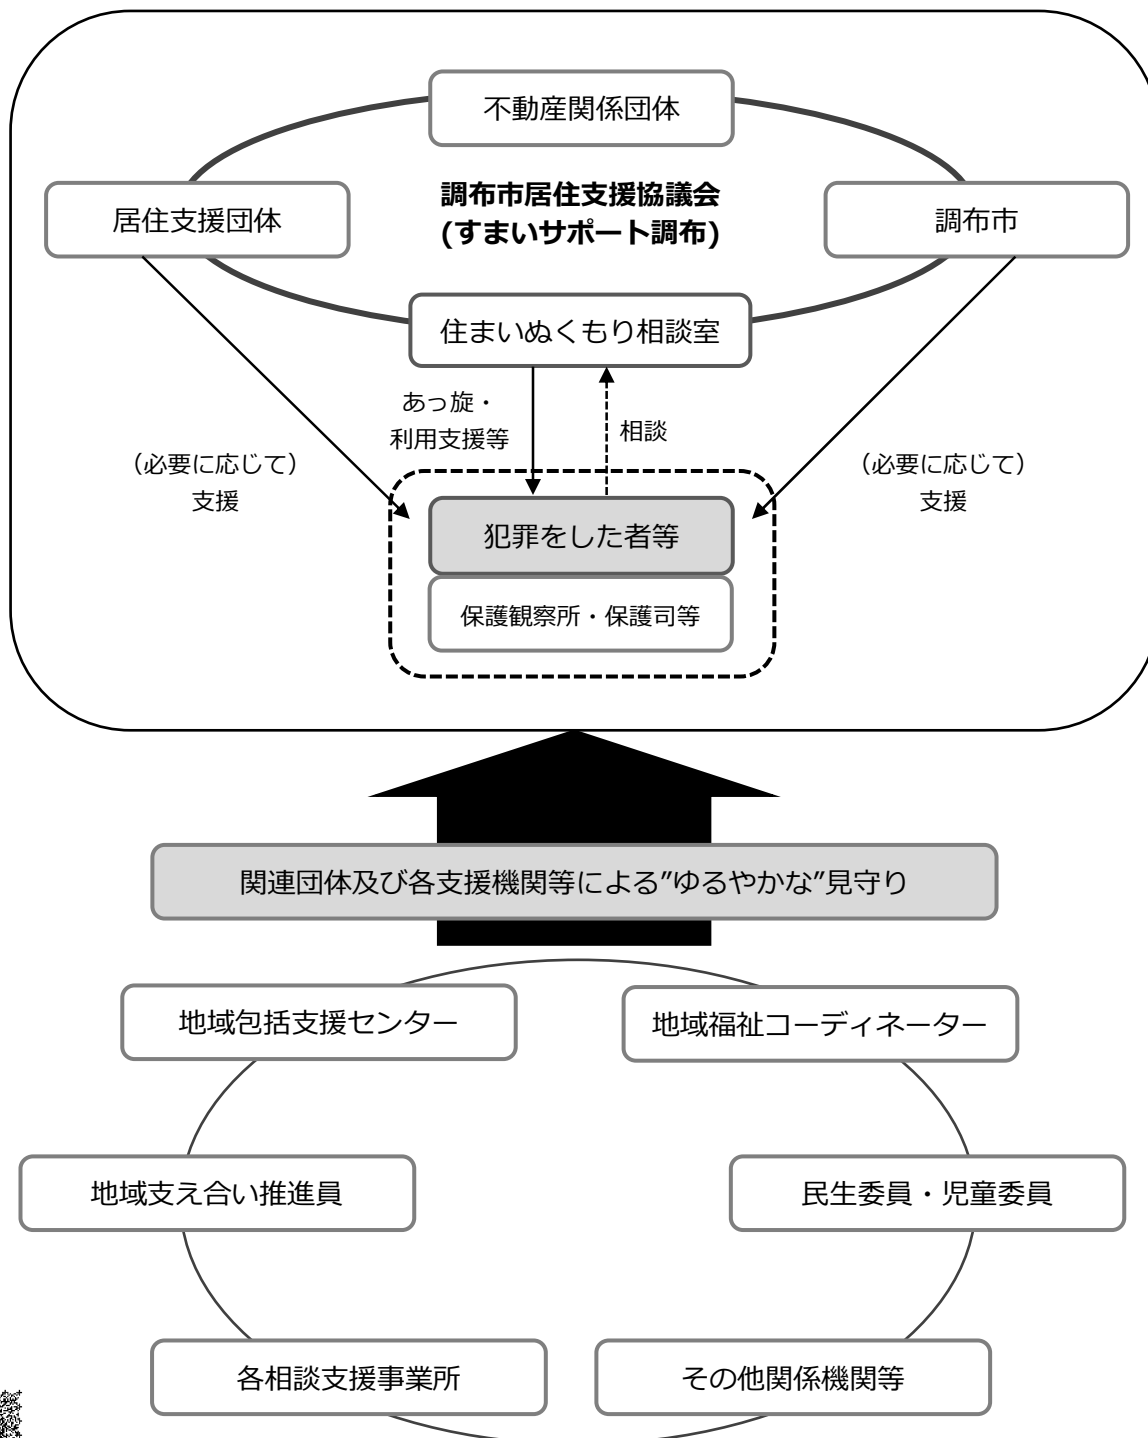 不動産関係団体
調布市居住支援協議会
(すまいサポート調布)
居住支援団体
調布市
住まいぬくもり相談室
あっ旋・
利用支援等
相談
（必要に応じて）
支援
（必要に応じて）
支援
犯罪をした者等
保護観察所・保護司等
関連団体及び各支援機関等による”ゆるやかな”見守り
地域包括支援センター
地域福祉コーディネーター
地域支え合い推進員
民生委員・児童委員
各相談支援事業所
その他関係機関等